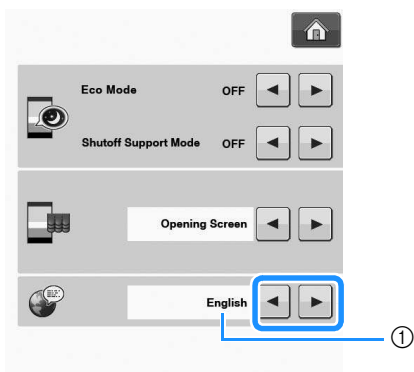 Eco Mode OFF
Shutoff Support Mode OFF
Opening Screen
English
①